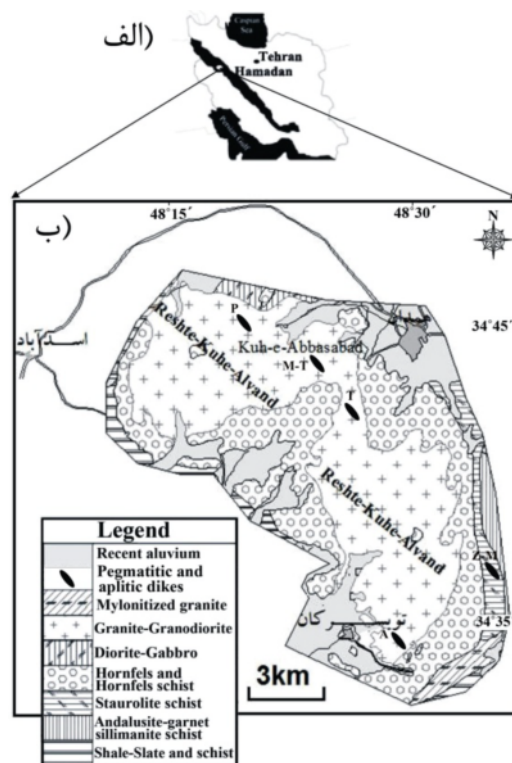 الف)
Caspian
Sea
Tehran
Hamadan
Persian Gulf
ب)
48°15´
48°30´
N
34°45´
اسدآباد
همدان
P
Reshte-Kuhe-Alvand
Kuh-e-Abbasabad
M-T
T
Reshte-Kuhe-Alvand
Z-M
34°35´
تویسرکان
3km
Legend
Recent aluvium
Pegmatitic and
aplitic dikes
Mylonitized granite
Granite-Granodiorite
Diorite-Gabbro
Hornfels and
Hornfels schist
Staurolite schist
Andalusite-garnet
sillimanite schist
Shale-Slate and schist